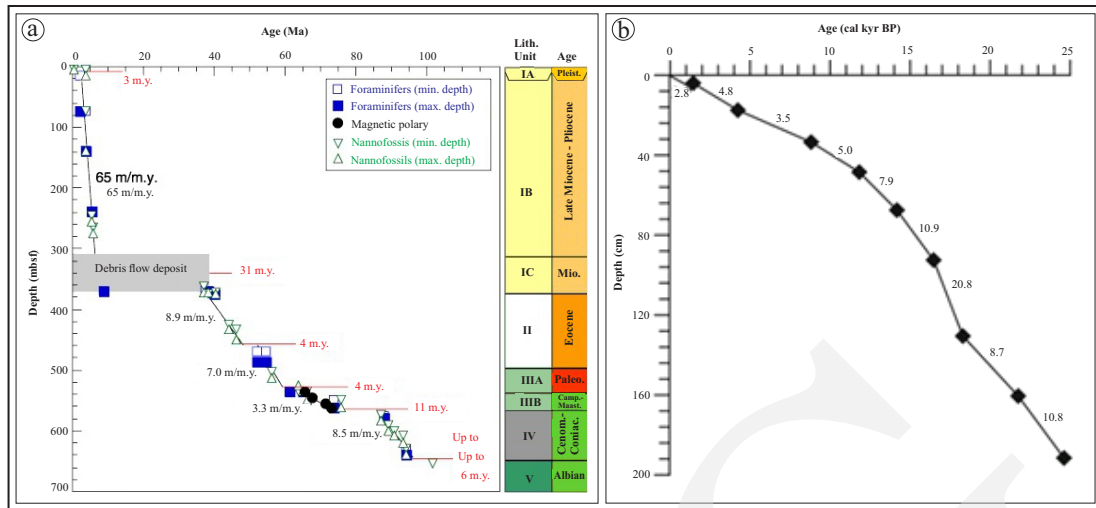 a
Age (Ma)
0 20 40 60 80 100
Lith.
Unit
Age
Depth (mbsf)
0
100
200
300
400
500
600
700
3 m.y.
Foraminifers (min. depth)
Foraminifers (max. depth)
Magnetic polary
Nannofossis (min. depth)
Nannofossils (max. depth)
65 m/m.y.
65 m/m.y.
Debris flow deposit
31 m.y.
8.9 m/m.y.
4 m.y.
7.0 m/m.y.
4 m.y.
3.3 m/m.y.
11 m.y.
8.5 m/m.y.
Up to
Up to
6 m.y.
IA
Pleist.
IB
Late Miocene - Pliocene
IC
Mio.
II
Eocene
IIIA
Paleo.
IIIB
Camp.-
Maast.
IV
Cenom.-
Coniac.
V
Albian
b
Age (cal kyr BP)
0 5 10 15 20 25
Depth (cm)
0
40
80
120
160
200
2.8
4.8
3.5
5.0
7.9
10.9
20.8
8.7
10.8